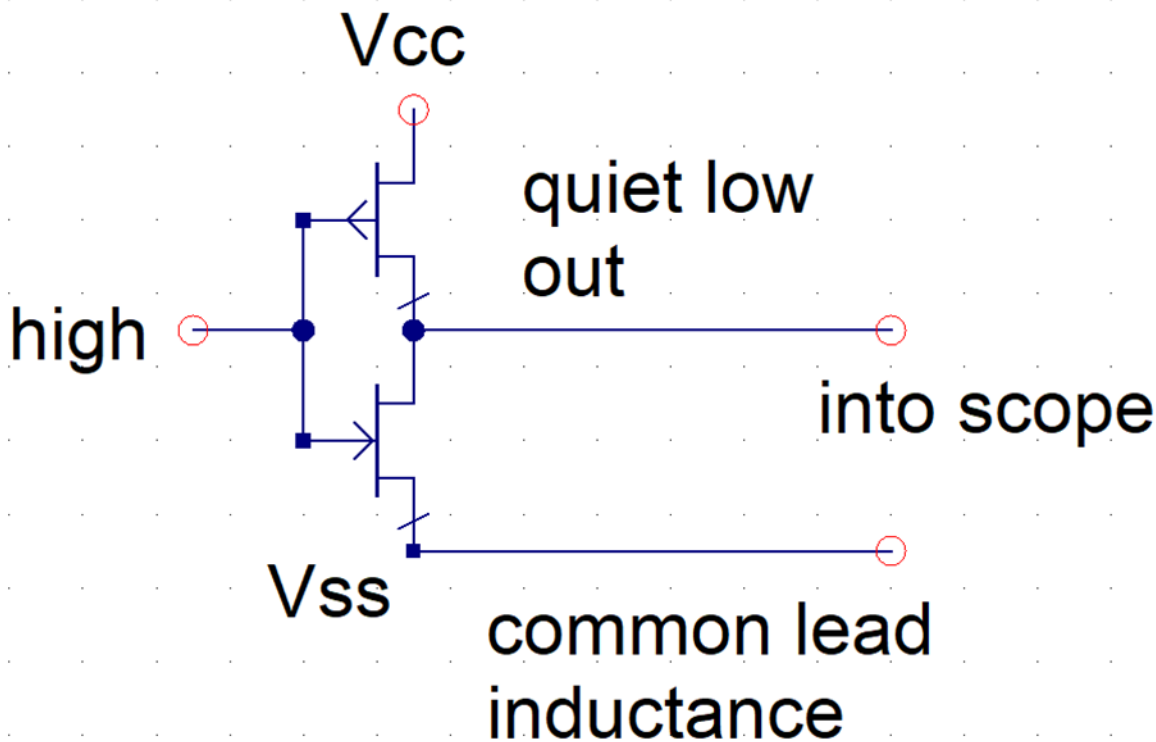 Vcc
quiet low
out
high
into scope
Vss
common lead
inductance